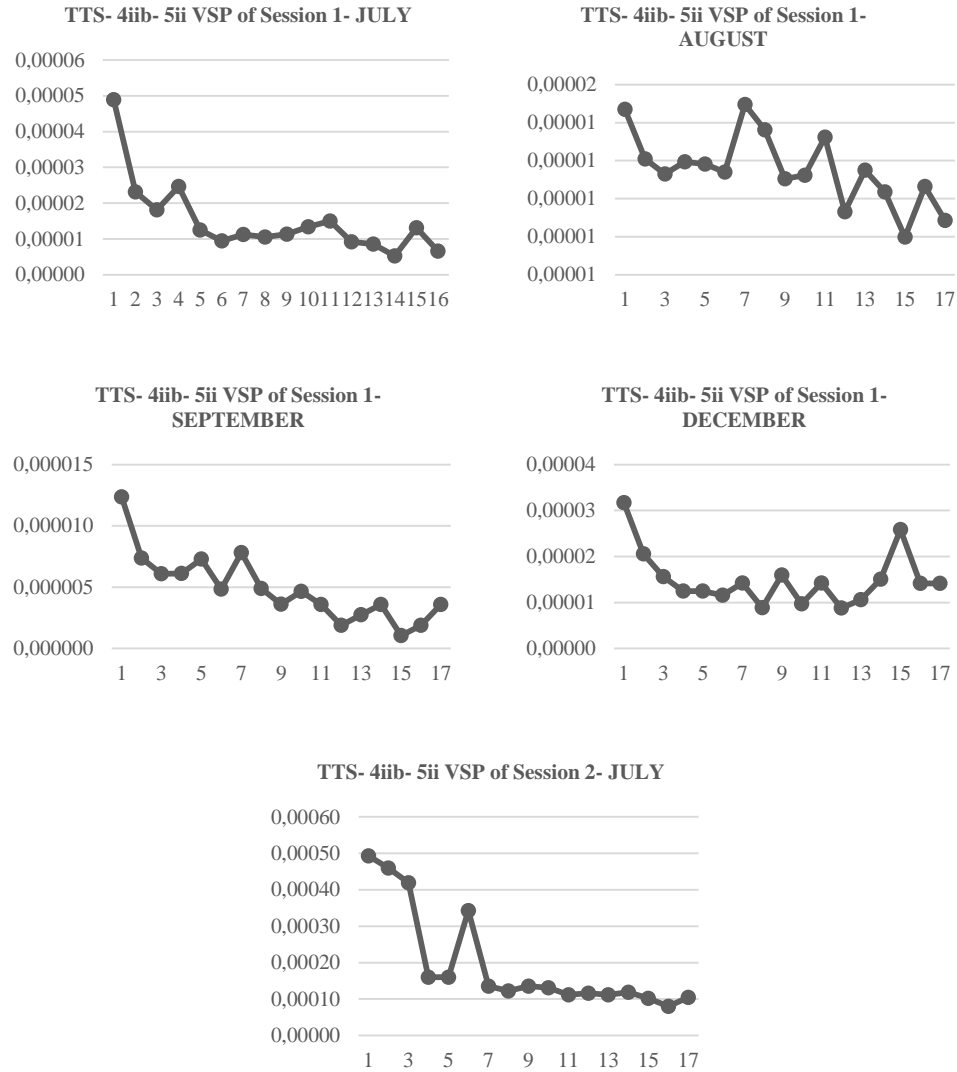 TTS- 4iib- 5ii VSP of Session 1- JULY
0,00006
0,00005
0,00004
0,00003
0,00002
0,00001
0,00000
1 2 3 4 5 6 7 8 9 10 11 12 13 14 15 16
TTS- 4iib- 5ii VSP of Session 1-
AUGUST
0,00002
0,00001
0,00001
0,00001
0,00001
0,00001
1 3 5 7 9 11 13 15 17
TTS- 4iib- 5ii VSP of Session 1-
SEPTEMBER
0,000015
0,000010
0,000005
0,000000
1 3 5 7 9 11 13 15 17
TTS- 4iib- 5ii VSP of Session 1-
DECEMBER
0,00004
0,00003
0,00002
0,00001
0,00000
1 3 5 7 9 11 13 15 17
TTS- 4iib- 5ii VSP of Session 2- JULY
0,00060
0,00050
0,00040
0,00030
0,00020
0,00010
0,00000
1 3 5 7 9 11 13 15 17